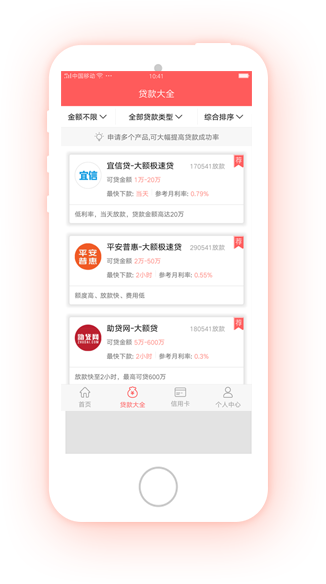 中国移动 10:41
贷款大全
金额不限 全部贷款类型 综合排序
申请多个产品,可大幅提高贷款成功率
宜信 宜信贷-大额极速贷 170541放款 荐
可贷金额 1万-20万
最快下款: 当天 参考月利率: 0.79%
低利率，当天放款，贷款金额高达20万
平安普惠 平安普惠-大额极速贷 290541放款 荐
可贷金额 2万-50万
最快下款: 2小时 参考月利率: 0.55%
额度高、放款快，费用低
助贷网 助贷网-大额贷 180541放款 荐
可贷金额 5万-600万
最快下款: 2小时 参考月利率: 0.3%
放款快至2小时，最高可贷600万
首页 贷款大全 信用卡 个人中心